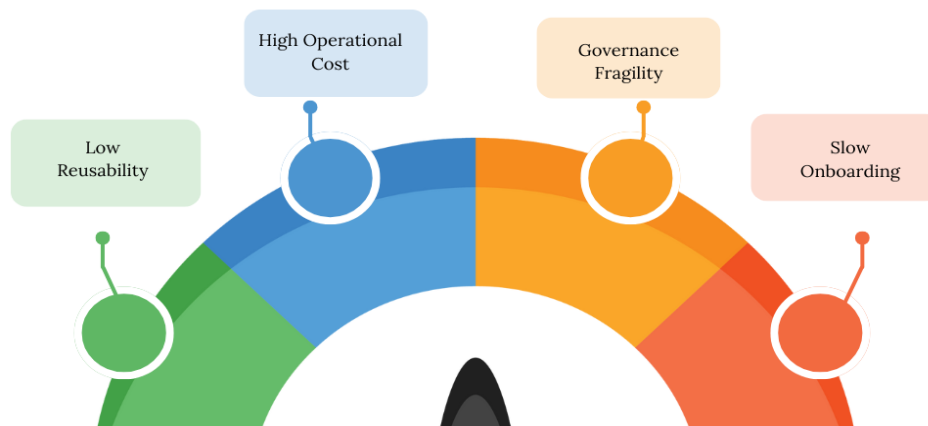 High Operational
Cost
Governance
Fragility
Low
Reusability
Slow
Onboarding